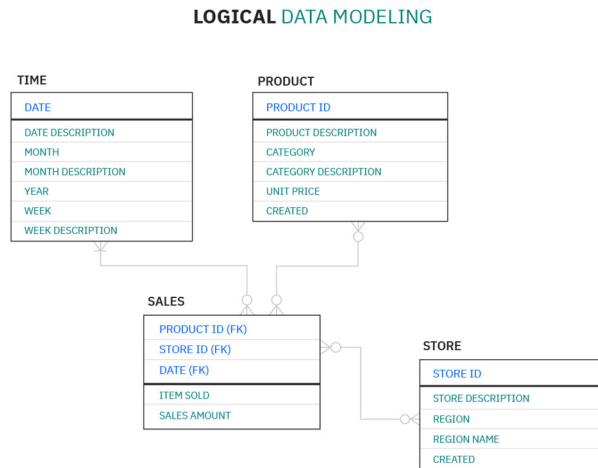 LOGICAL DATA MODELING
TIME
DATE
DATE DESCRIPTION
MONTH
MONTH DESCRIPTION
YEAR
WEEK
WEEK DESCRIPTION
PRODUCT
PRODUCT ID
PRODUCT DESCRIPTION
CATEGORY
CATEGORY DESCRIPTION
UNIT PRICE
CREATED
SALES
PRODUCT ID (FK)
STORE ID (FK)
DATE (FK)
ITEM SOLD
SALES AMOUNT
STORE
STORE ID
STORE DESCRIPTION
REGION
REGION NAME
CREATED